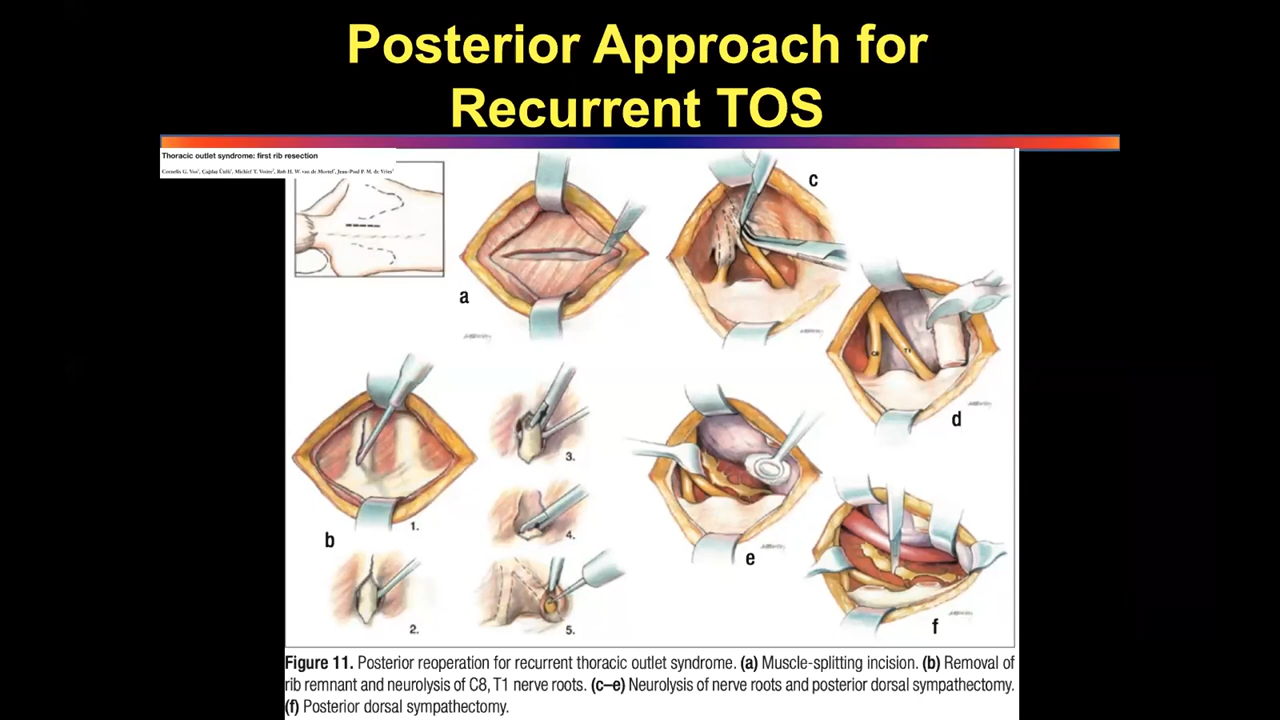 Posterior Approach for
Recurrent TOS
Thoracic outlet syndrome: first rib resection
a
c
C8
T1
d
b
1.
2.
3.
4.
5.
e
f
Figure 11. Posterior reoperation for recurrent thoracic outlet syndrome. (a) Muscle-splitting incision. (b) Removal of
rib remnant and neurolysis of C8, T1 nerve roots. (c–e) Neurolysis of nerve roots and posterior dorsal sympathectomy.
(f) Posterior dorsal sympathectomy.